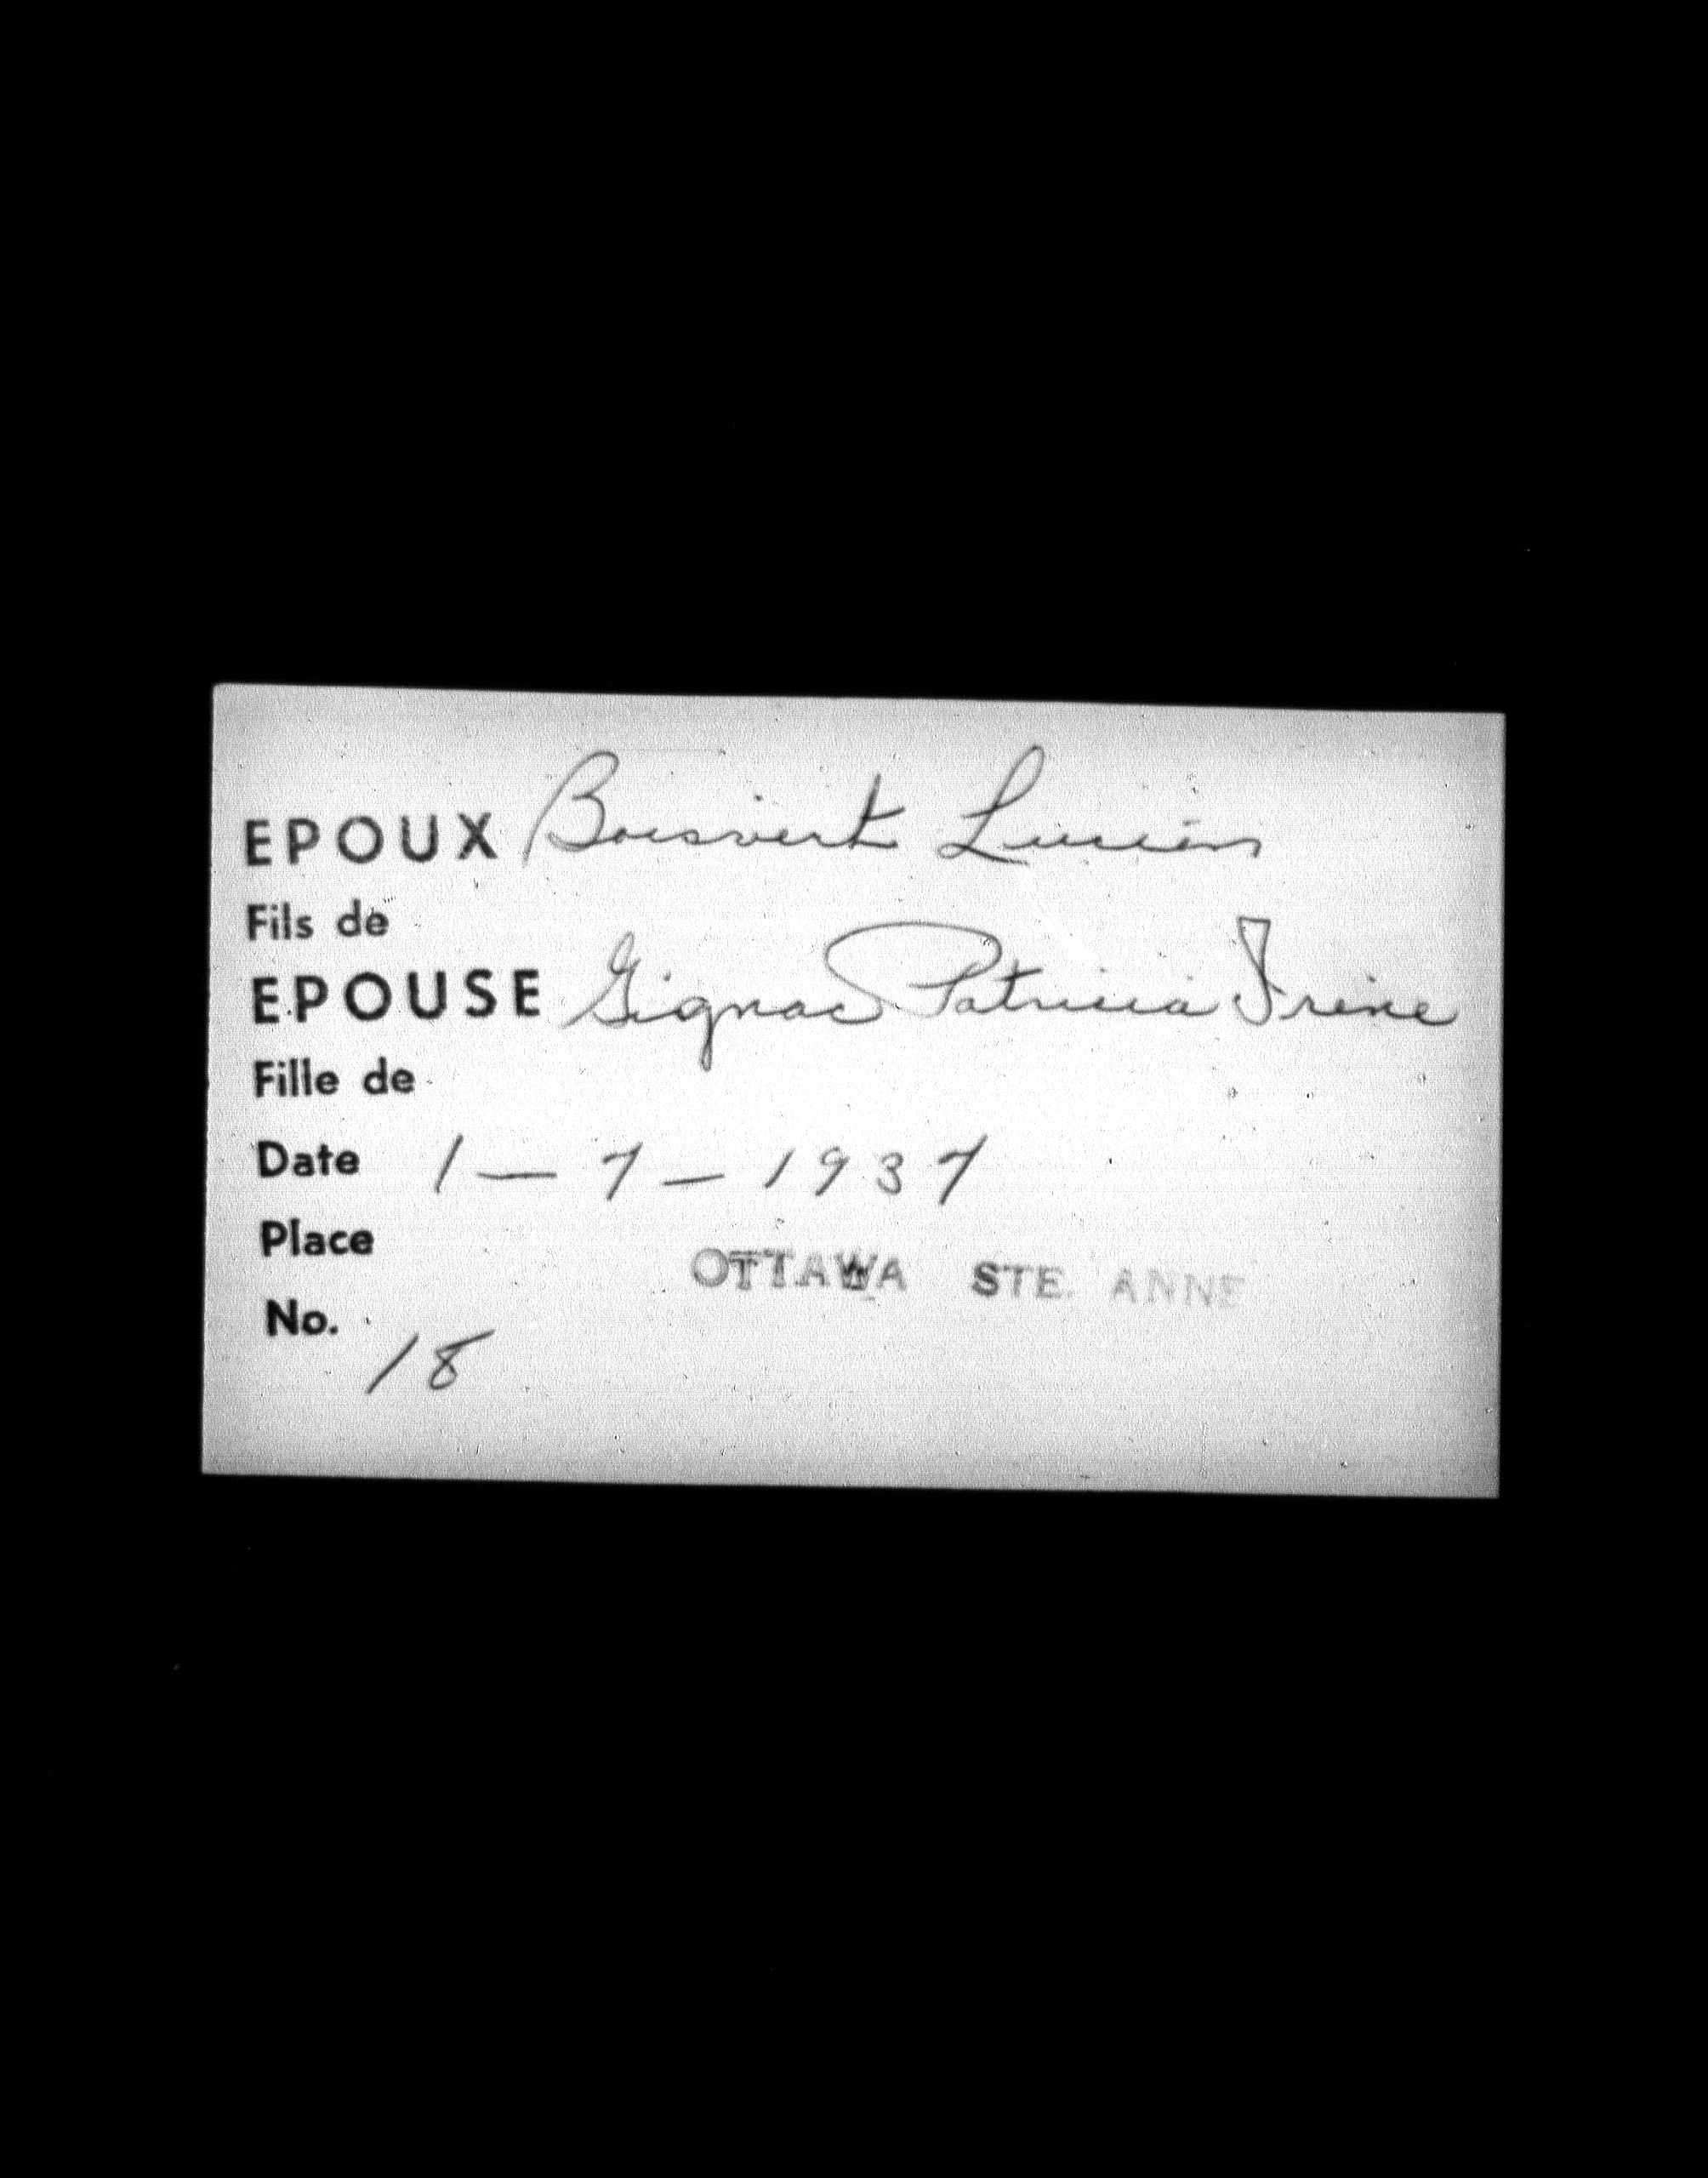 EPOUX Boisvert Lucien
Fils de
EPOUSE Gignac Patricia Irene
Fille de
Date 1 — 7 — 1937
Place OTTAWA STE. ANNE
No. 18